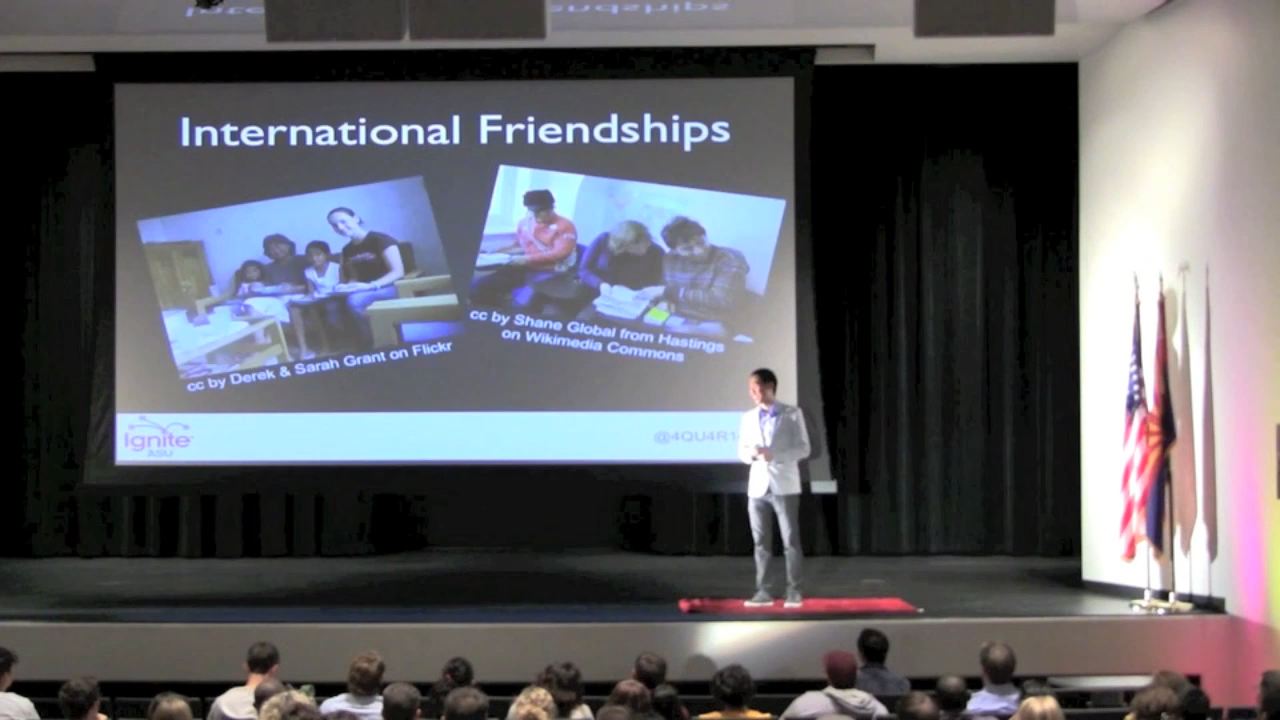 International Friendships
cc by Derek & Sarah Grant on Flickr
cc by Shane Global from Hastings
on Wikimedia Commons
Ignite
ASU